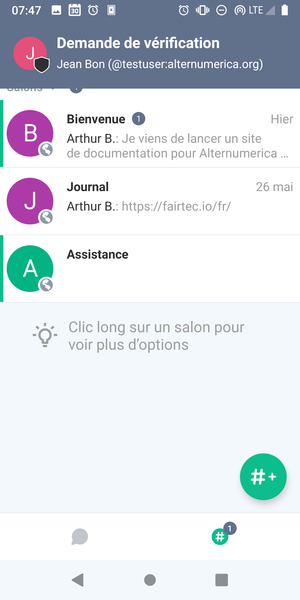 07:47 30 LTE
Demande de vérification
J
Jean Bon (@testuser:alternumerica.org)
Salons 1
Bienvenue 1 Hier
B
Arthur B.: Je viens de lancer un site
de documentation pour Alternumerica ...
Journal 26 mai
J
Arthur B.: https://fairtec.io/fr/
Assistance
A
Clic long sur un salon pour
voir plus d'options
#+
# 1